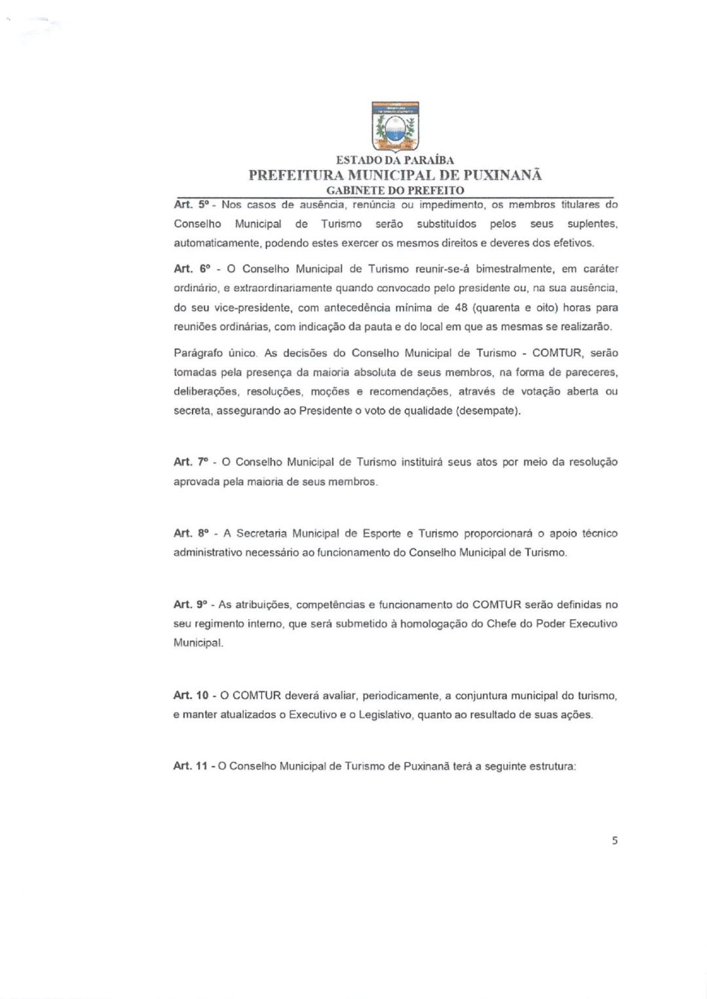 ESTADO DA PARAÍBA
PREFEITURA MUNICIPAL DE PUXINANÃ
GABINETE DO PREFEITO
Art. 5º - Nos casos de ausência, renúncia ou impedimento, os membros titulares do
Conselho Municipal de Turismo serão substituídos pelos seus suplentes,
automaticamente, podendo estes exercer os mesmos direitos e deveres dos efetivos.
Art. 6º - O Conselho Municipal de Turismo reunir-se-á bimestralmente, em caráter
ordinário, e extraordinariamente quando convocado pelo presidente ou, na sua ausência,
do seu vice-presidente, com antecedência mínima de 48 (quarenta e oito) horas para
reuniões ordinárias, com indicação da pauta e do local em que as mesmas se realizarão.
Parágrafo único. As decisões do Conselho Municipal de Turismo - COMTUR, serão
tomadas pela presença da maioria absoluta de seus membros, na forma de pareceres,
deliberações, resoluções, moções e recomendações, através de votação aberta ou
secreta, assegurando ao Presidente o voto de qualidade (desempate).
Art. 7º - O Conselho Municipal de Turismo instituirá seus atos por meio da resolução
aprovada pela maioria de seus membros.
Art. 8º - A Secretaria Municipal de Esporte e Turismo proporcionará o apoio técnico
administrativo necessário ao funcionamento do Conselho Municipal de Turismo.
Art. 9º - As atribuições, competências e funcionamento do COMTUR serão definidas no
seu regimento interno, que será submetido à homologação do Chefe do Poder Executivo
Municipal.
Art. 10 - O COMTUR deverá avaliar, periodicamente, a conjuntura municipal do turismo,
e manter atualizados o Executivo e o Legislativo, quanto ao resultado de suas ações.
Art. 11 - O Conselho Municipal de Turismo de Puxinanã terá a seguinte estrutura:
5